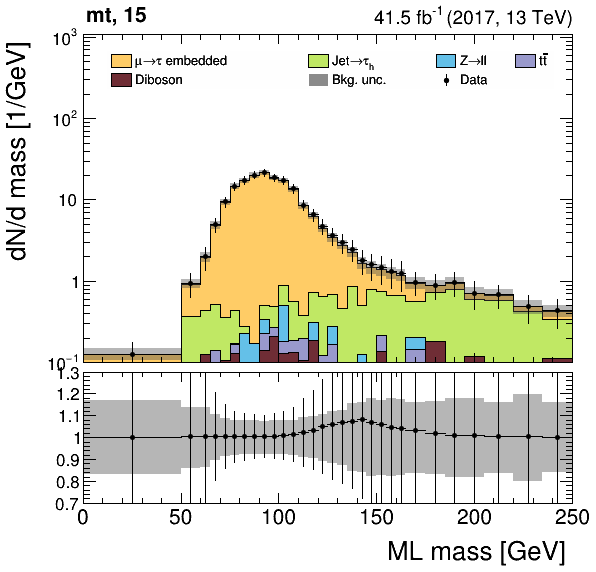 mt, 15
41.5 fb⁻¹ (2017, 13 TeV)
dN/d mass [1/GeV]
10³
10²
10
1
10⁻¹
μ→τ embedded
Jet→τₕ
Z→ll
tt̄
Diboson
Bkg. unc.
Data
1.3
1.2
1.1
1
0.9
0.8
0.7
0 50 100 150 200 250
ML mass [GeV]